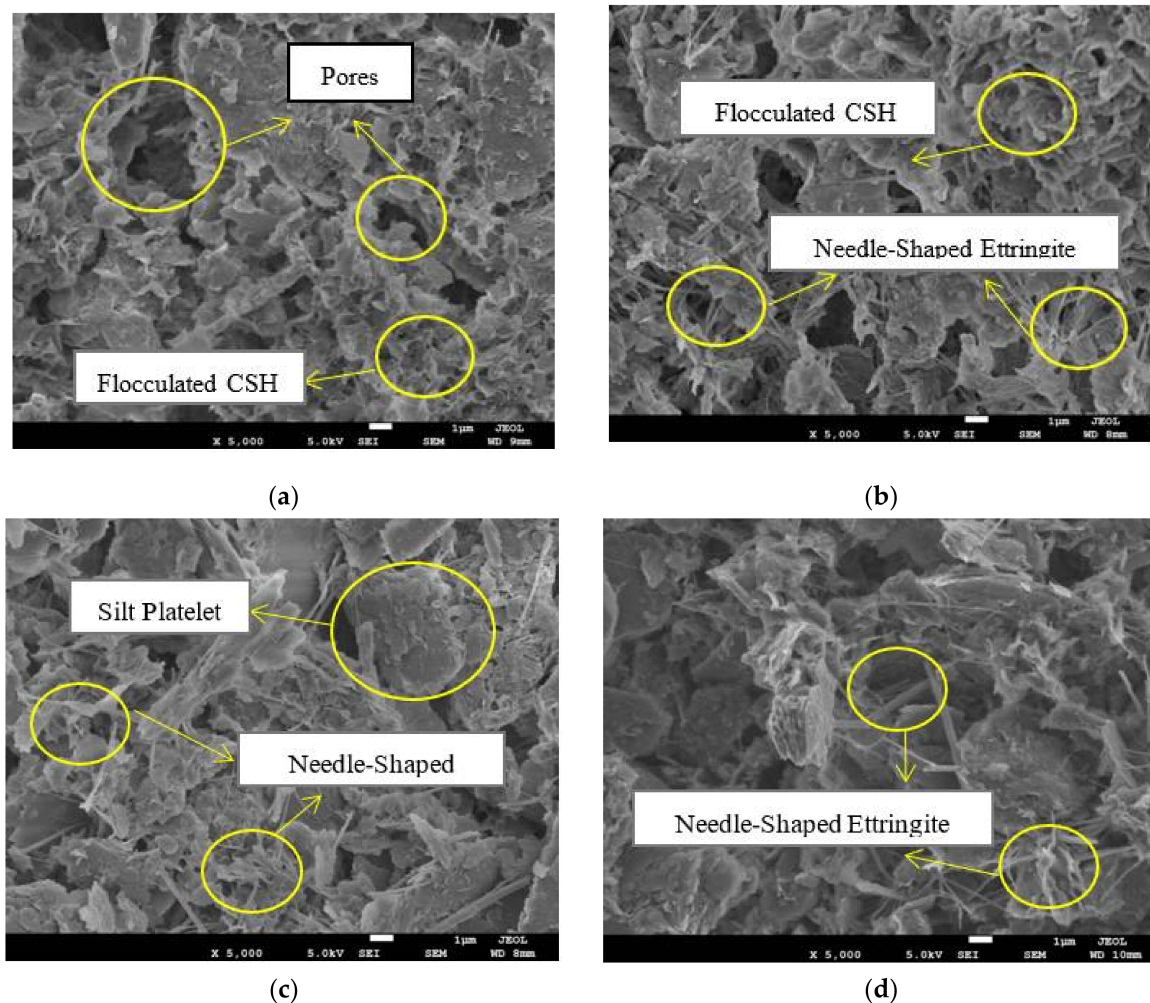 Pores
Flocculated CSH
X 5,000 5.0kV SEI SEM 1μm JEOL WD 9mm
(a)
Flocculated CSH
Needle-Shaped Ettringite
X 5,000 5.0kV SEI SEM 1μm JEOL WD 8mm
(b)
Silt Platelet
Needle-Shaped
X 5,000 5.0kV SEI SEM 1μm JEOL WD 8mm
(c)
Needle-Shaped Ettringite
X 5,000 5.0kV SEI SEM 1μm JEOL WD 10mm
(d)